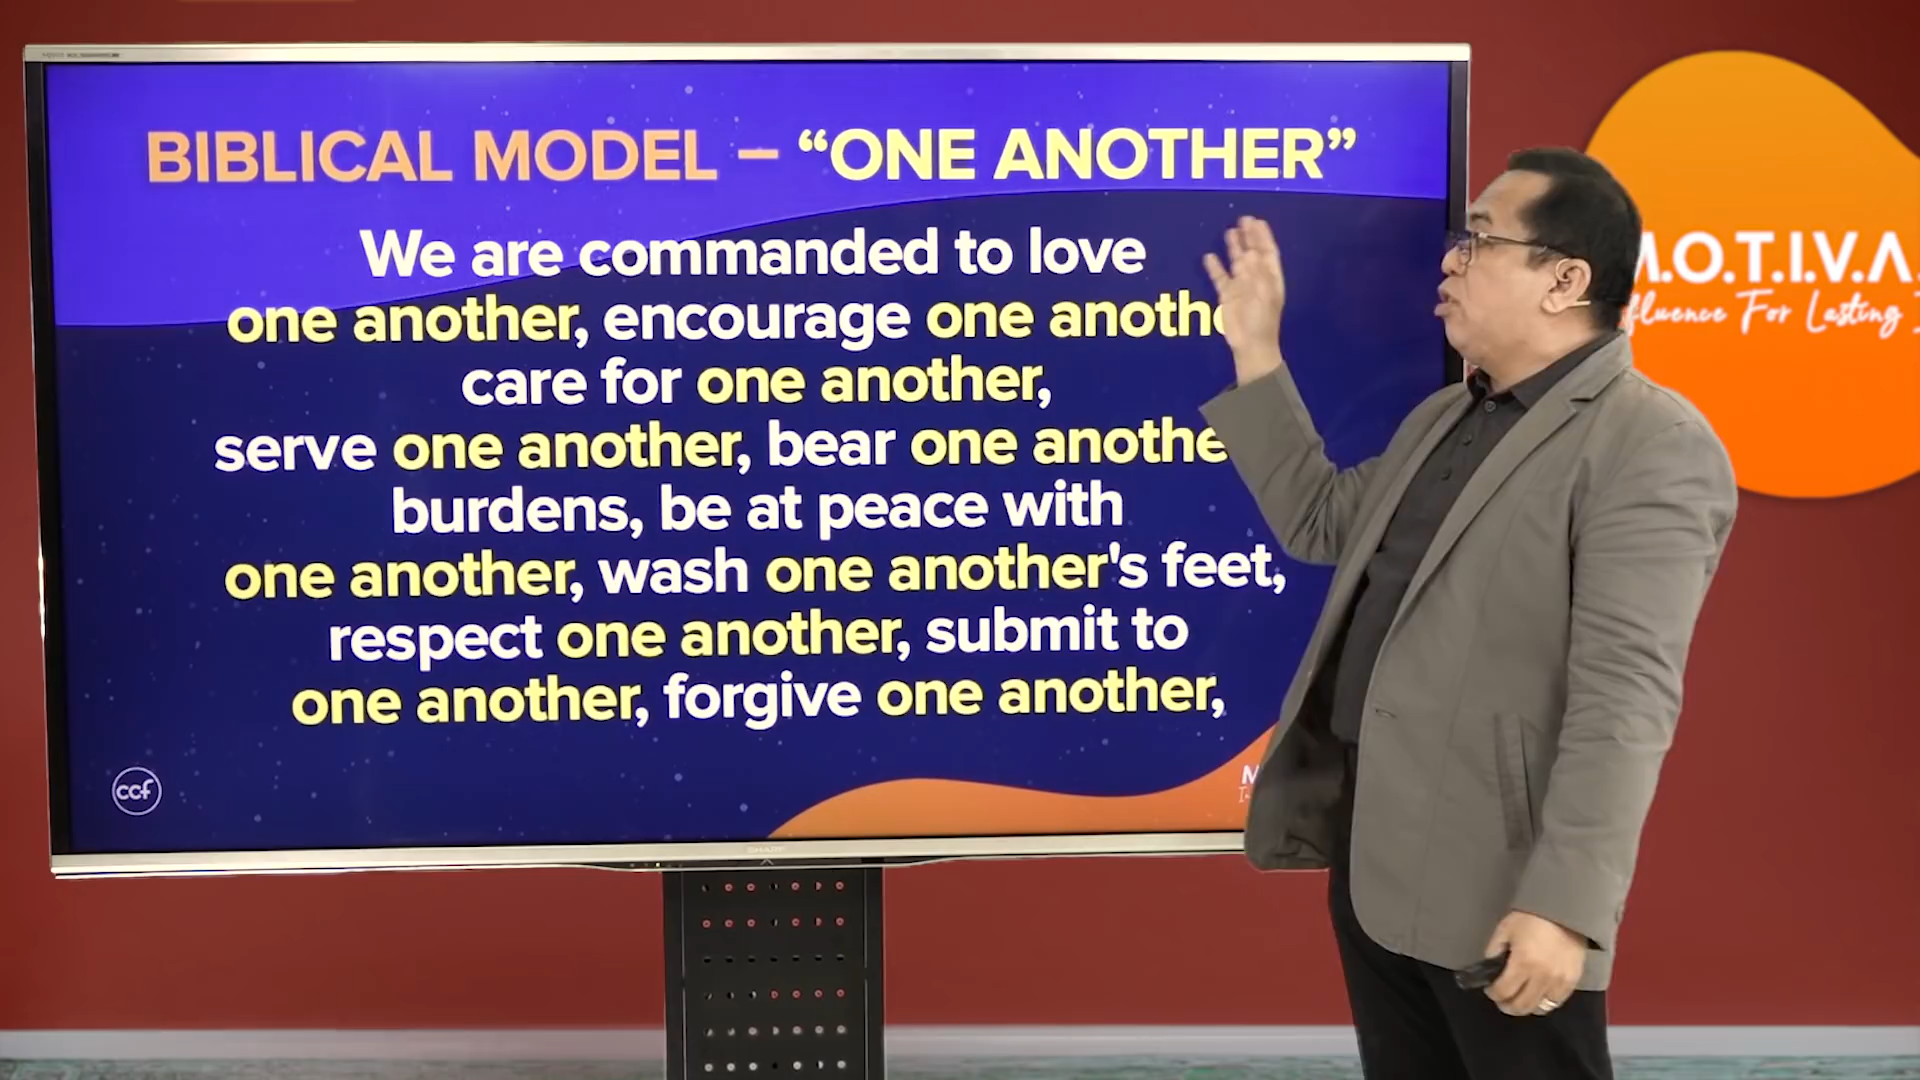 BIBLICAL MODEL – “ONE ANOTHER”
We are commanded to love
one another, encourage one anothe
care for one another,
serve one another, bear one anothe
burdens, be at peace with
one another, wash one another's feet,
respect one another, submit to
one another, forgive one another,
ccf
SHARP
M.O.T.I.V.A.
fluence For Lasting